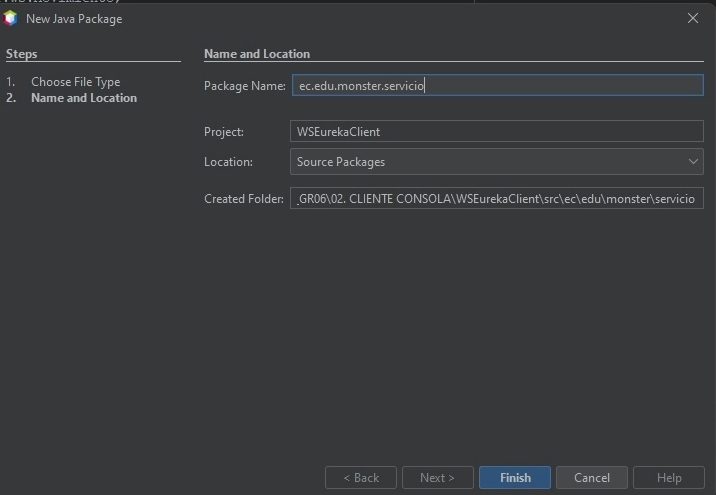 New Java Package
Steps
1. Choose File Type
2. Name and Location
Name and Location
Package Name: ec.edu.monster.servicio
Project: WSEurekaClient
Location: Source Packages
Created Folder: _GR06\02. CLIENTE CONSOLA\WSEurekaClient\src\ec\edu\monster\servicio
< Back
Next >
Finish
Cancel
Help